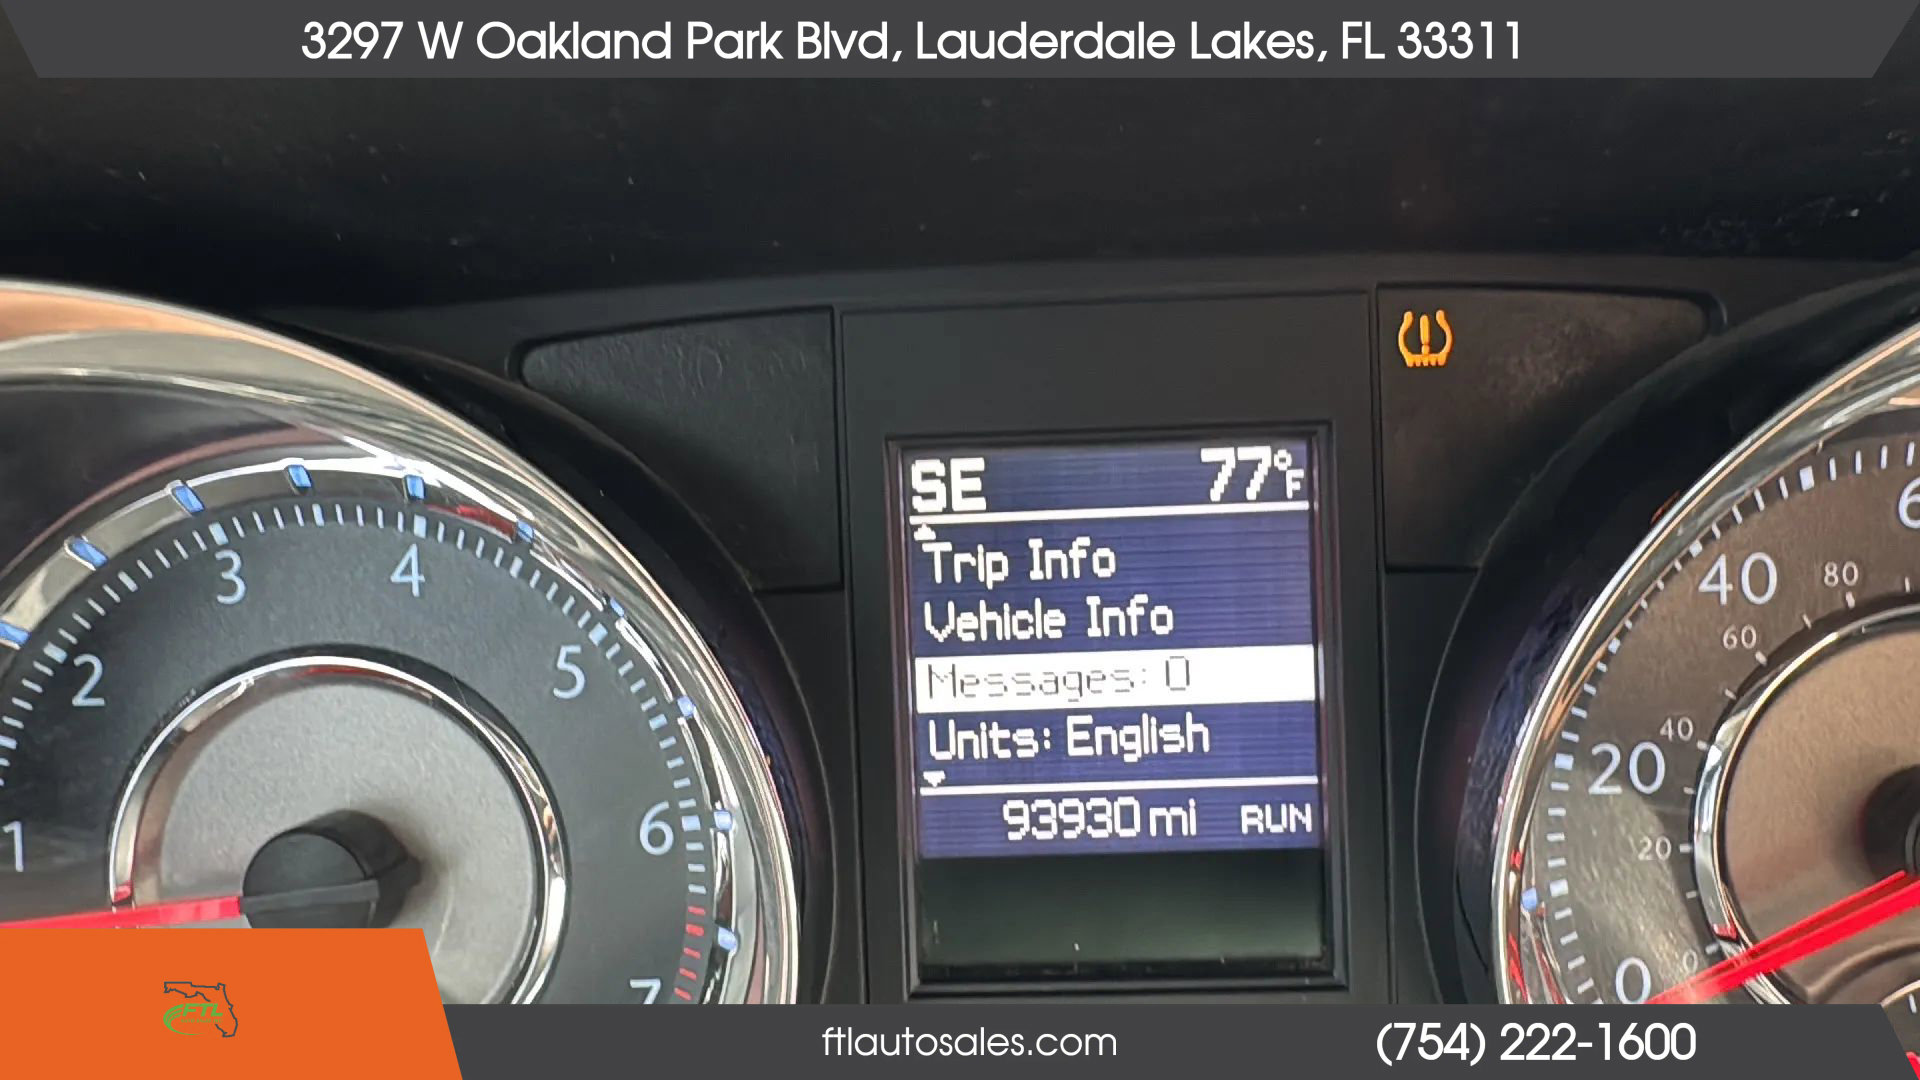 3297 W Oakland Park Blvd, Lauderdale Lakes, FL 33311
SE 77°F
Trip Info
Vehicle Info
Messages: 0
Units: English
93930 mi RUN
1 2 3 4 5 6 7
0 20 40 6
0 20 40 60 80
FTL
ftlautosales.com
(754) 222-1600